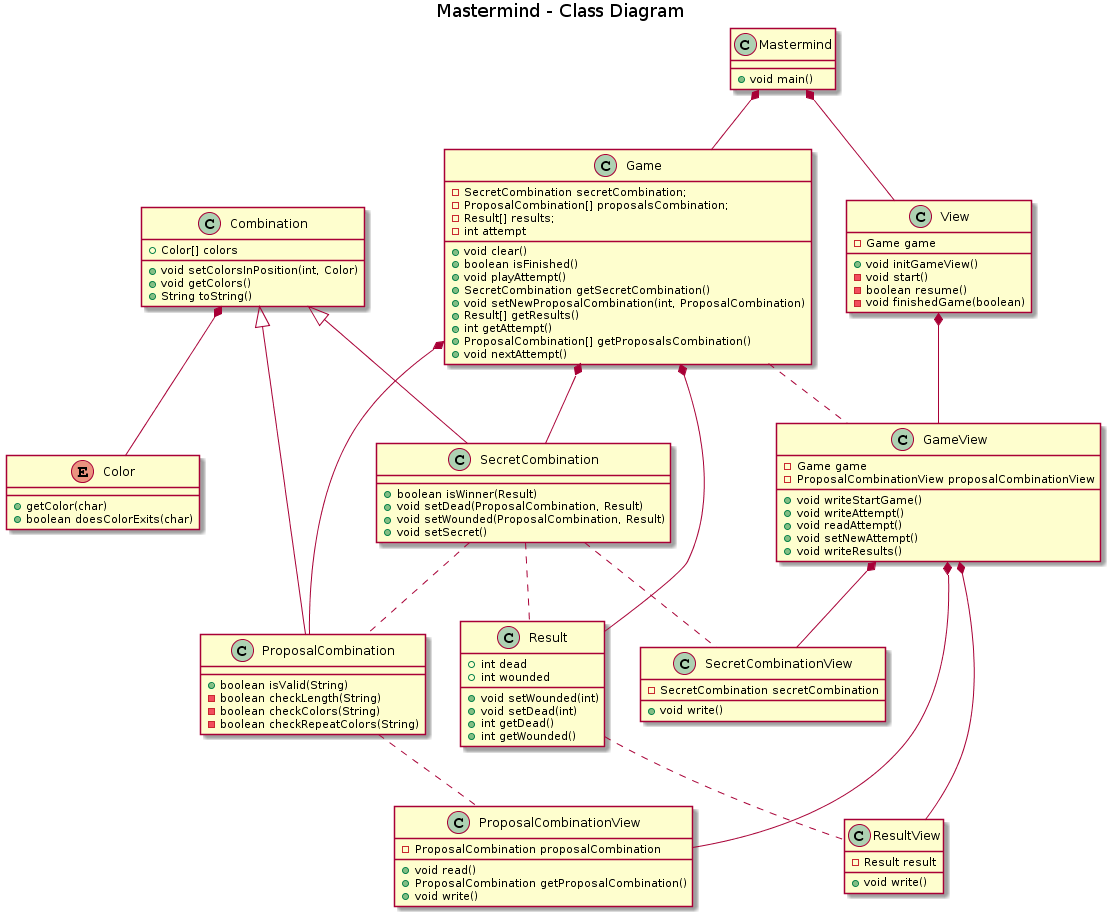 Mastermind - Class Diagram
C Mastermind
void main()
C Game
SecretCombination secretCombination;
ProposalCombination[] proposalsCombination;
Result[] results;
int attempt
void clear()
boolean isFinished()
void playAttempt()
SecretCombination getSecretCombination()
void setNewProposalCombination(int, ProposalCombination)
Result[] getResults()
int getAttempt()
ProposalCombination[] getProposalsCombination()
void nextAttempt()
C View
Game game
void initGameView()
void start()
boolean resume()
void finishedGame(boolean)
C Combination
Color[] colors
void setColorsInPosition(int, Color)
void getColors()
String toString()
E Color
getColor(char)
boolean doesColorExits(char)
C SecretCombination
boolean isWinner(Result)
void setDead(ProposalCombination, Result)
void setWounded(ProposalCombination, Result)
void setSecret()
C GameView
Game game
ProposalCombinationView proposalCombinationView
void writeStartGame()
void writeAttempt()
void readAttempt()
void setNewAttempt()
void writeResults()
C ProposalCombination
boolean isValid(String)
boolean checkLength(String)
boolean checkColors(String)
boolean checkRepeatColors(String)
C Result
int dead
int wounded
void setWounded(int)
void setDead(int)
int getDead()
int getWounded()
C SecretCombinationView
SecretCombination secretCombination
void write()
C ProposalCombinationView
ProposalCombination proposalCombination
void read()
ProposalCombination getProposalCombination()
void write()
C ResultView
Result result
void write()